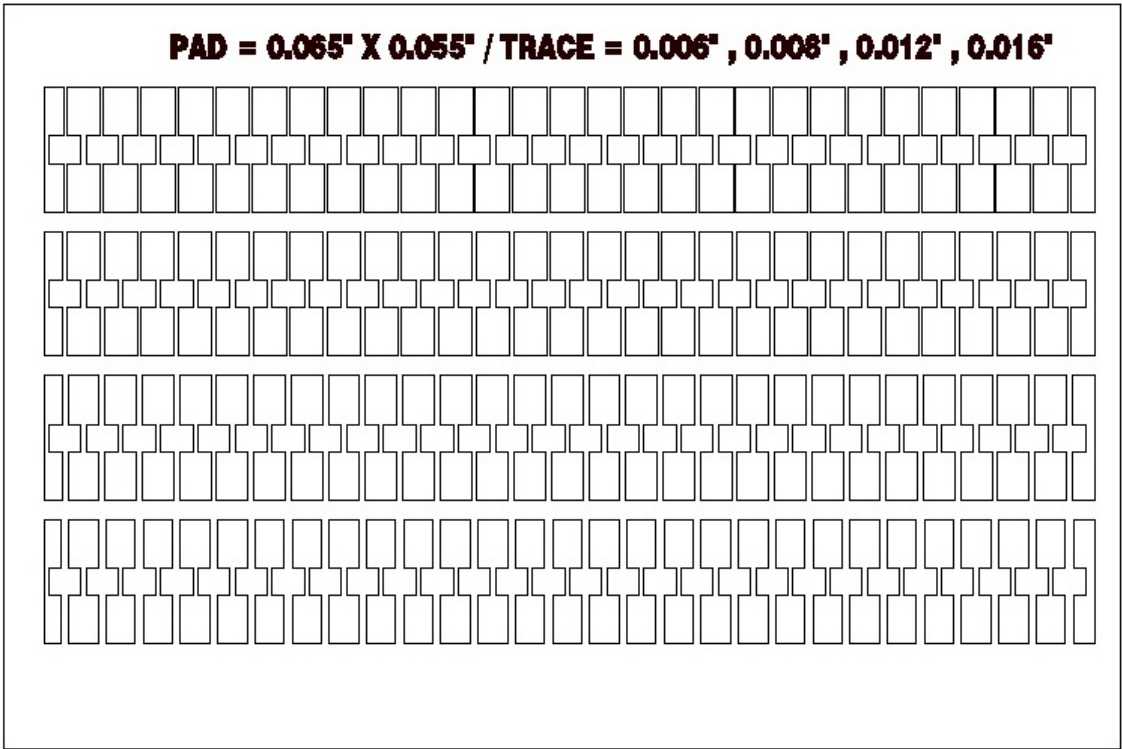 PAD = 0.065" X 0.055" / TRACE = 0.006" , 0.008" , 0.012" , 0.016"